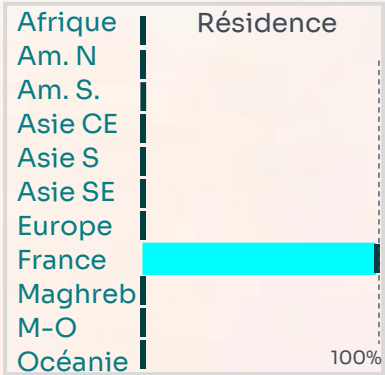 Résidence
Afrique
Am. N
Am. S.
Asie CE
Asie S
Asie SE
Europe
France
Maghreb
M-O
Océanie
100%